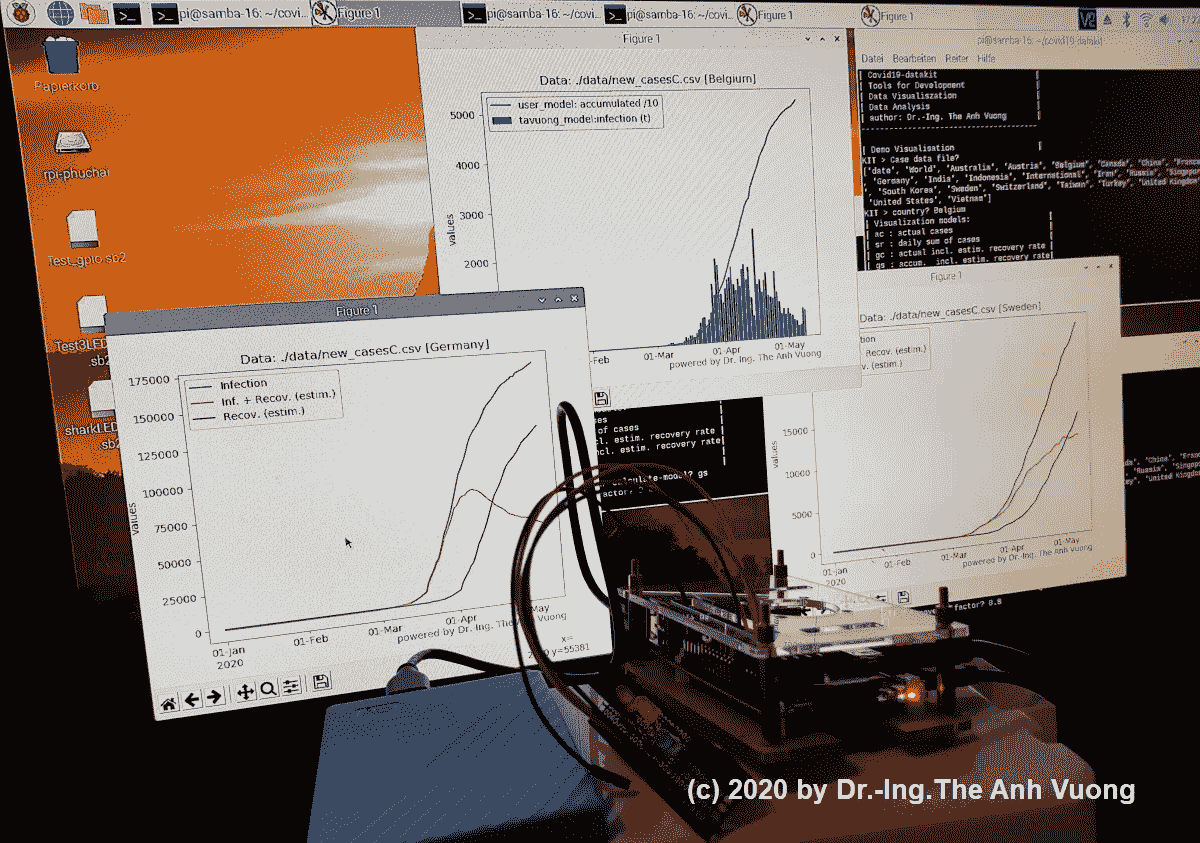 pi@samba-16: ~/covi...
Figure 1
pi@samba-16: ~/covi...
pi@samba-16: ~/covi...
Figure 1
Figure 1
Papierkorb
rpi-phuchai
Test_gpio.sb2
Test3LED
.sb2
sharkLED
.sb2
Figure 1
Data: ./data/new_casesC.csv [Belgium]
user_model: accumulated /10
tavuong_model:infection (t)
values
5000
4000
3000
2000
-Feb
01-Mar
01-Apr
01-May
powered by Dr. Ing. The Anh Vuong
pi@samba-16: ~/covid19-datakit
Datei Bearbeiten Reiter Hilfe
| Covid19-datakit |
| Tools for Development |
| Data Visualiszation |
| Data Analysis |
| author: Dr.-Ing. The Anh Vuong |
| Demo Visualisation |
KIT > Case data file?
['date', 'World', 'Australia', 'Austria', 'Belgium', 'Canada', 'China', 'France
, 'Germany', 'India', 'Indonesia', 'International', 'Iran', 'Russia', 'Singapo
, 'South Korea', 'Sweden', 'Switzerland', 'Taiwan', 'Turkey', 'United Kingdom
'United States', 'Vietnam']
KIT > country? Belgium
| Visualization models: |
| ac : actual cases |
| sr : daily sum of cases |
| gc : actual incl. estim. recovery rate |
| gs : accum. incl. estim. recovery rate|
Figure 1
Data: ./data/new_casesC.csv [Germany]
Infection
Inf. + Recov. (estim.)
Recov. (estim.)
values
175000
150000
125000
100000
75000
50000
25000
0
01-Jan
2020
01-Feb
01-Mar
01-Apr
May
powered by Dr. Ing. The Anh Vuong
x=
y=55381
ases
of cases
cl. estim. recovery rate |
ncl. estim. recovery rate|
calculate-model? gs
factor?
Figure 1
Data: ./data/new_casesC.csv [Sweden]
tion
Recov. (estim.)
v. (estim.)
values
15000
10000
5000
0
01-Jan
2020
01-Feb
01-Mar
01-Apr
01-May
powered by Dr. Ing. The Anh Vuong
factor? 0.8
(c) 2020 by Dr.-Ing.The Anh Vuong